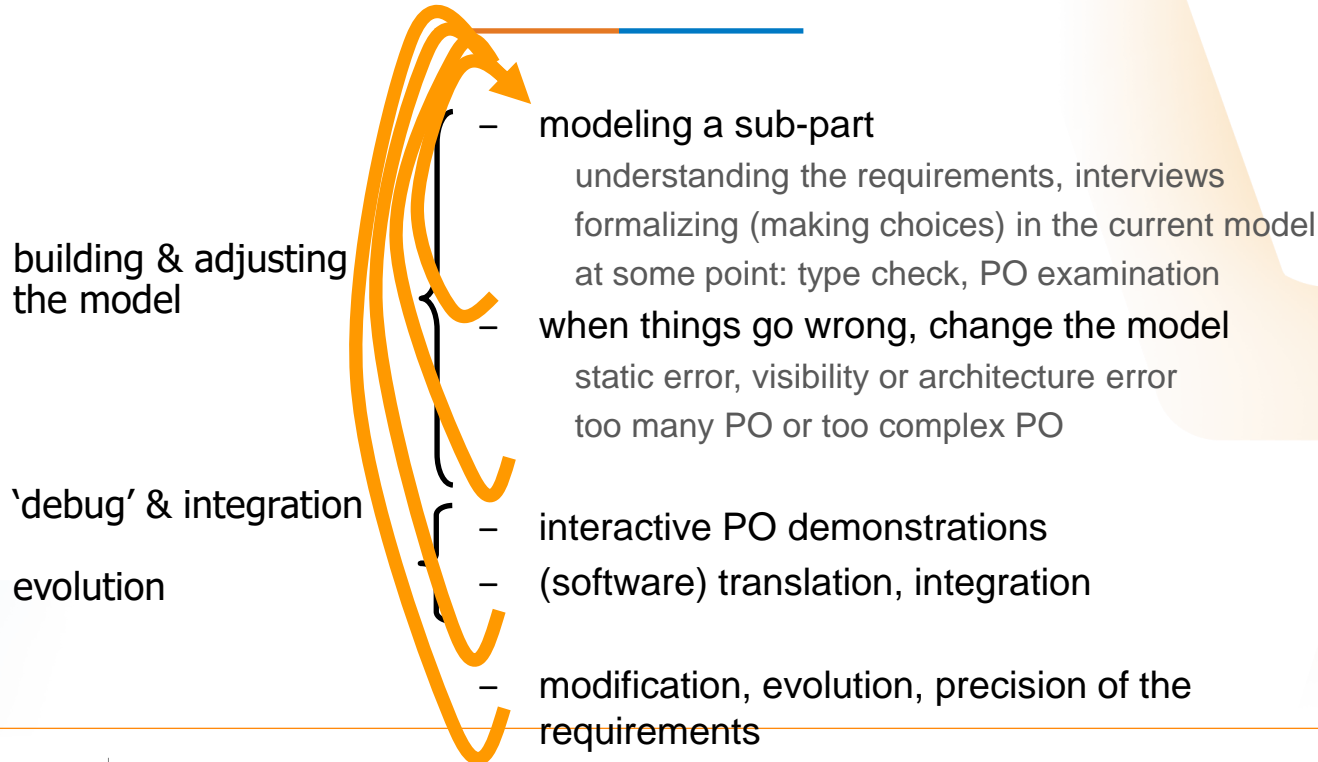 – modeling a sub-part
understanding the requirements, interviews
formalizing (making choices) in the current model
at some point: type check, PO examination
building & adjusting
the model
– when things go wrong, change the model
static error, visibility or architecture error
too many PO or too complex PO
‘debug’ & integration
– interactive PO demonstrations
evolution
– (software) translation, integration
– modification, evolution, precision of the
requirements